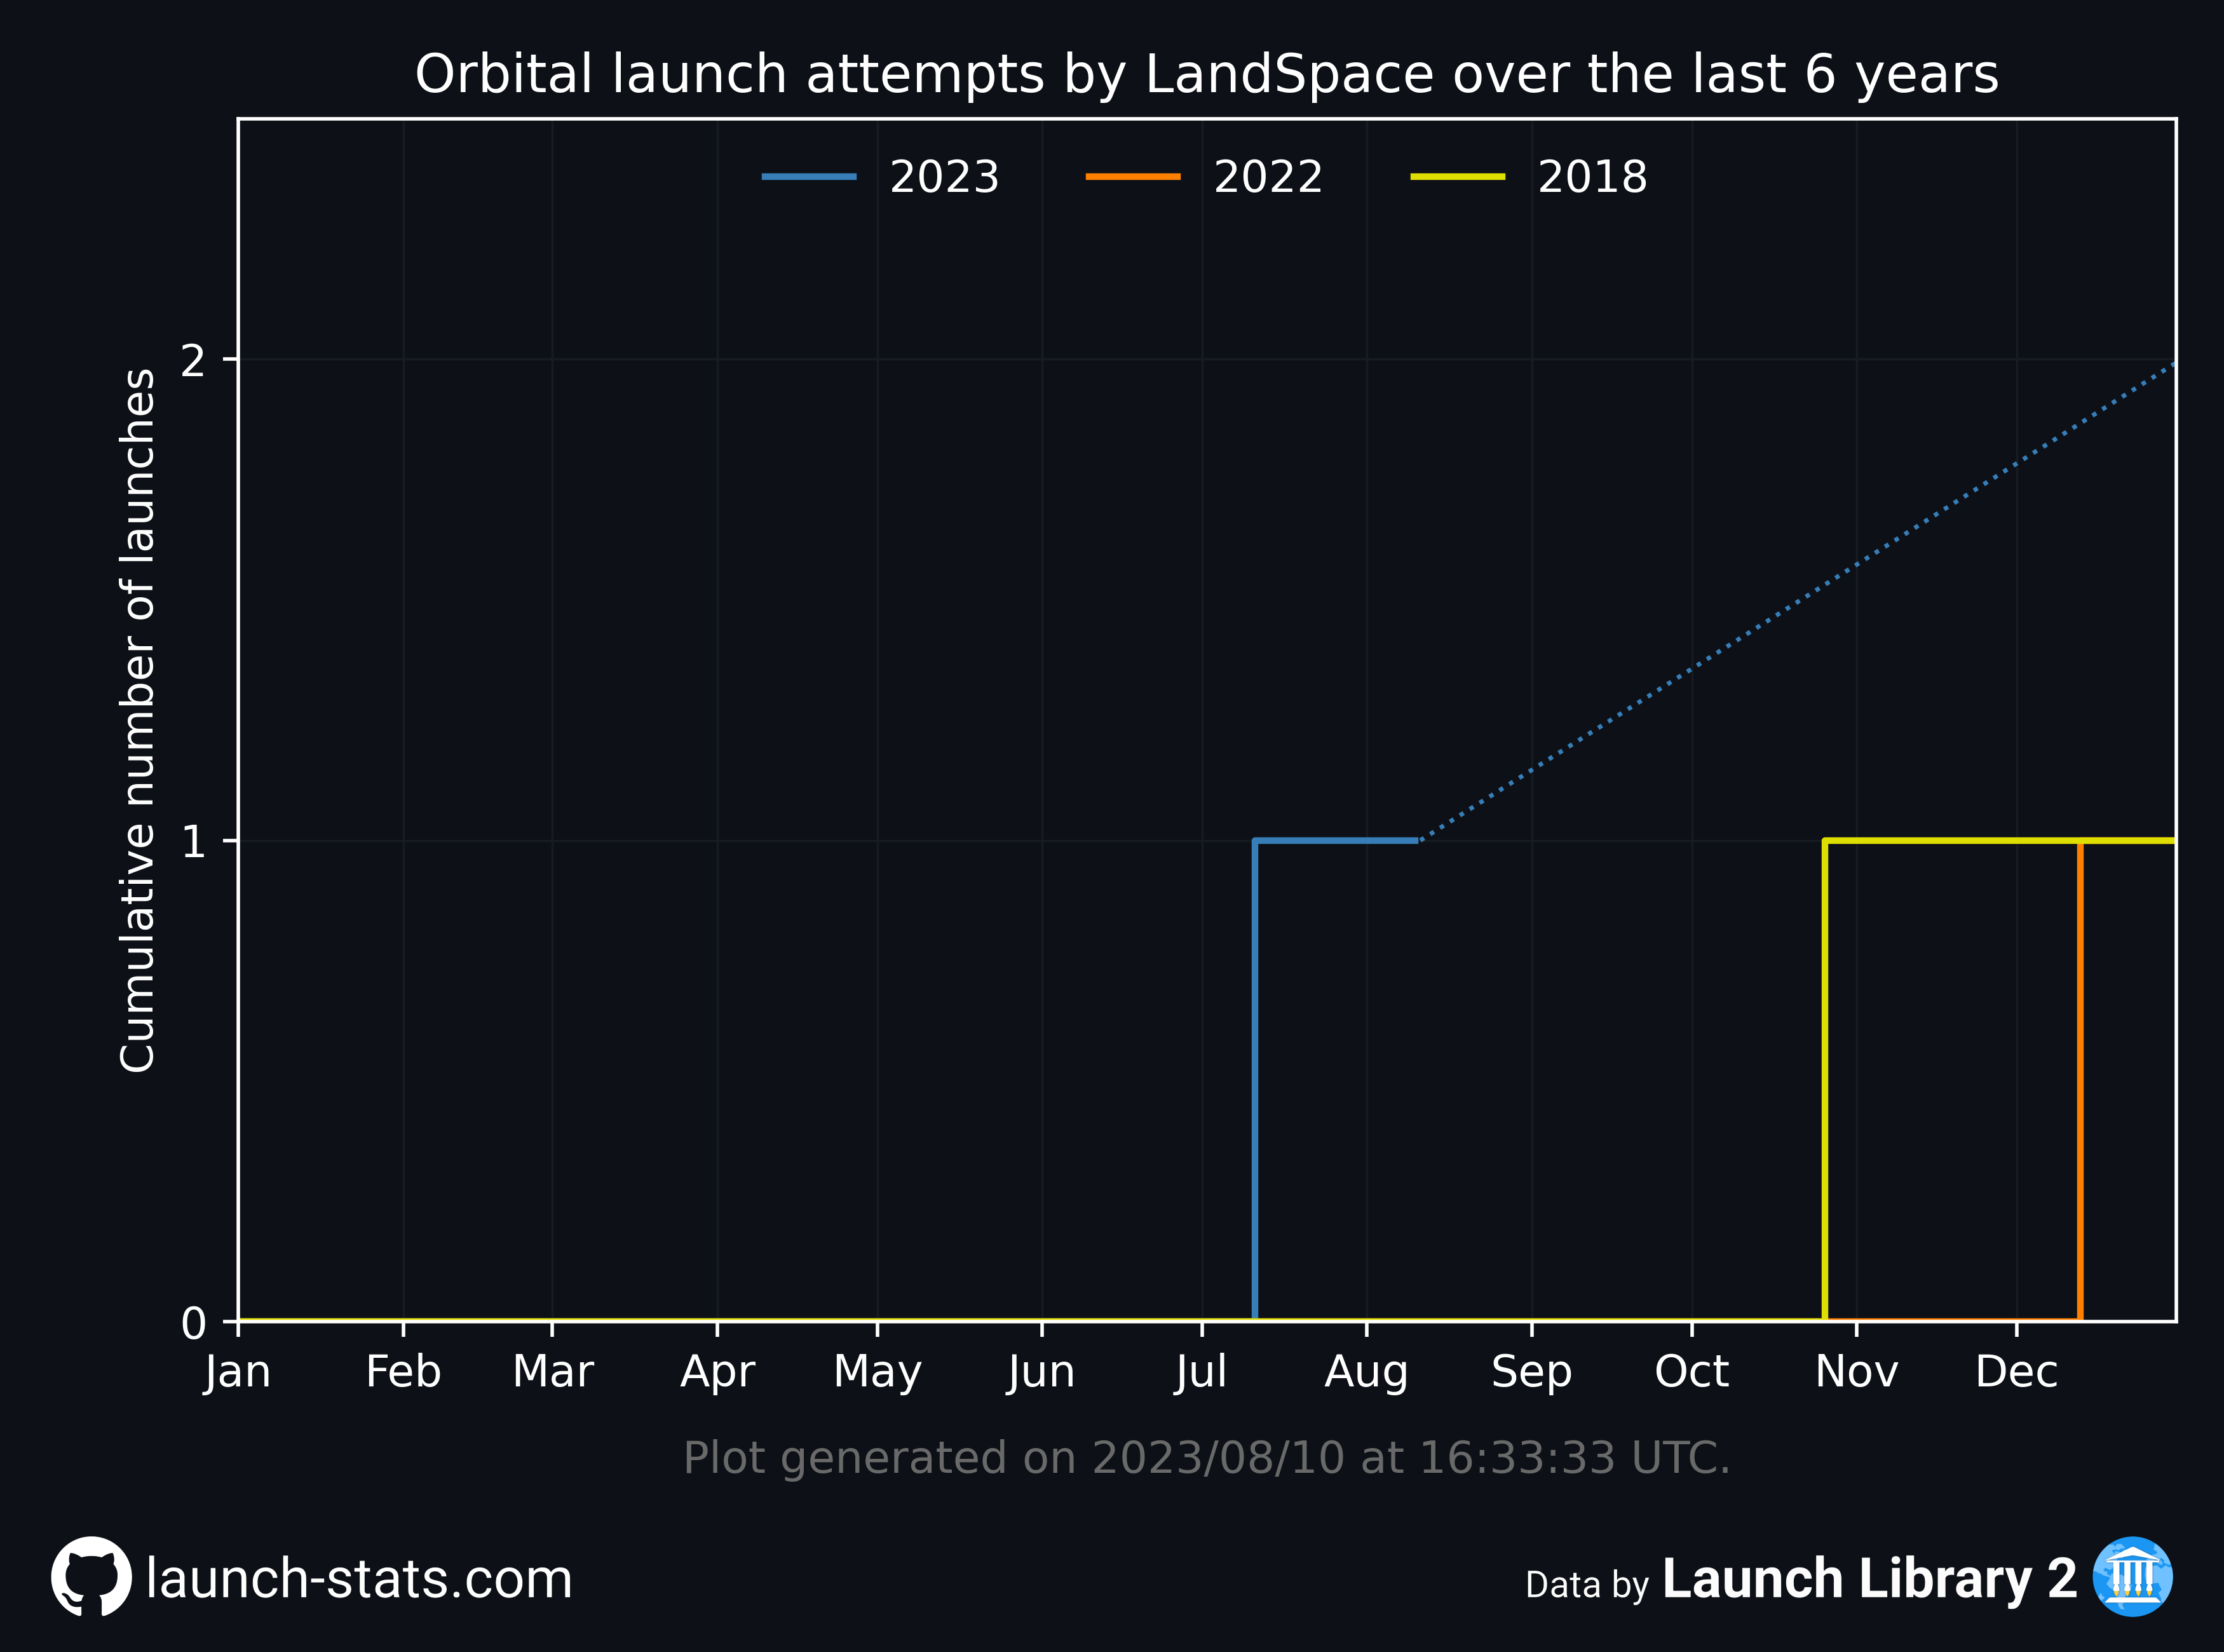 Orbital launch attempts by LandSpace over the last 6 years
2023 2022 2018
Cumulative number of launches
2
1
0
Jan Feb Mar Apr May Jun Jul Aug Sep Oct Nov Dec
Plot generated on 2023/08/10 at 16:33:33 UTC.
launch-stats.com
Data by Launch Library 2